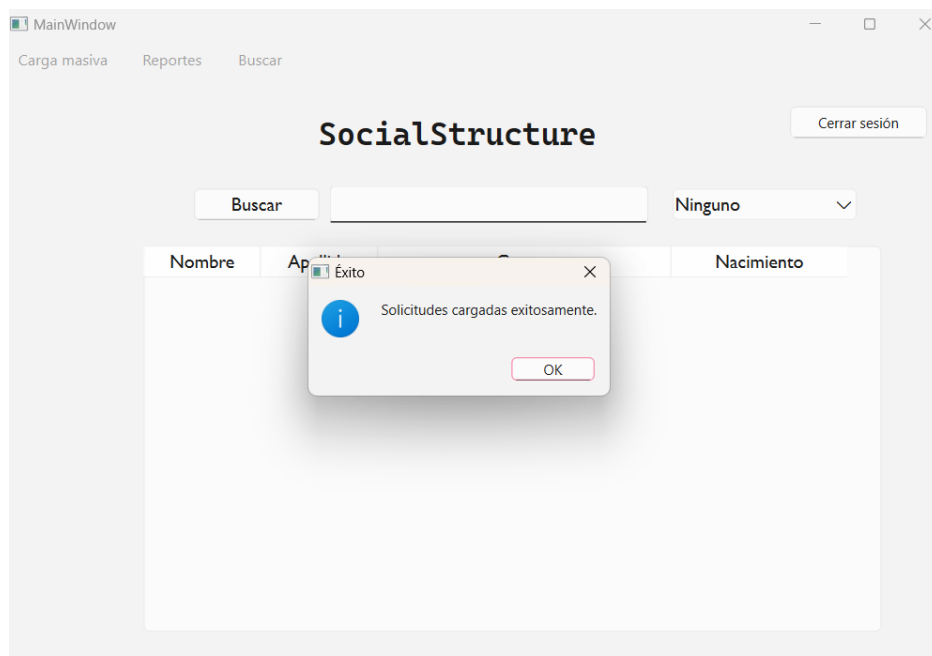 MainWindow
Carga masiva Reportes Buscar
SocialStructure
Cerrar sesión
Buscar Ninguno
Nombre Nacimiento
Éxito
Solicitudes cargadas exitosamente.
OK